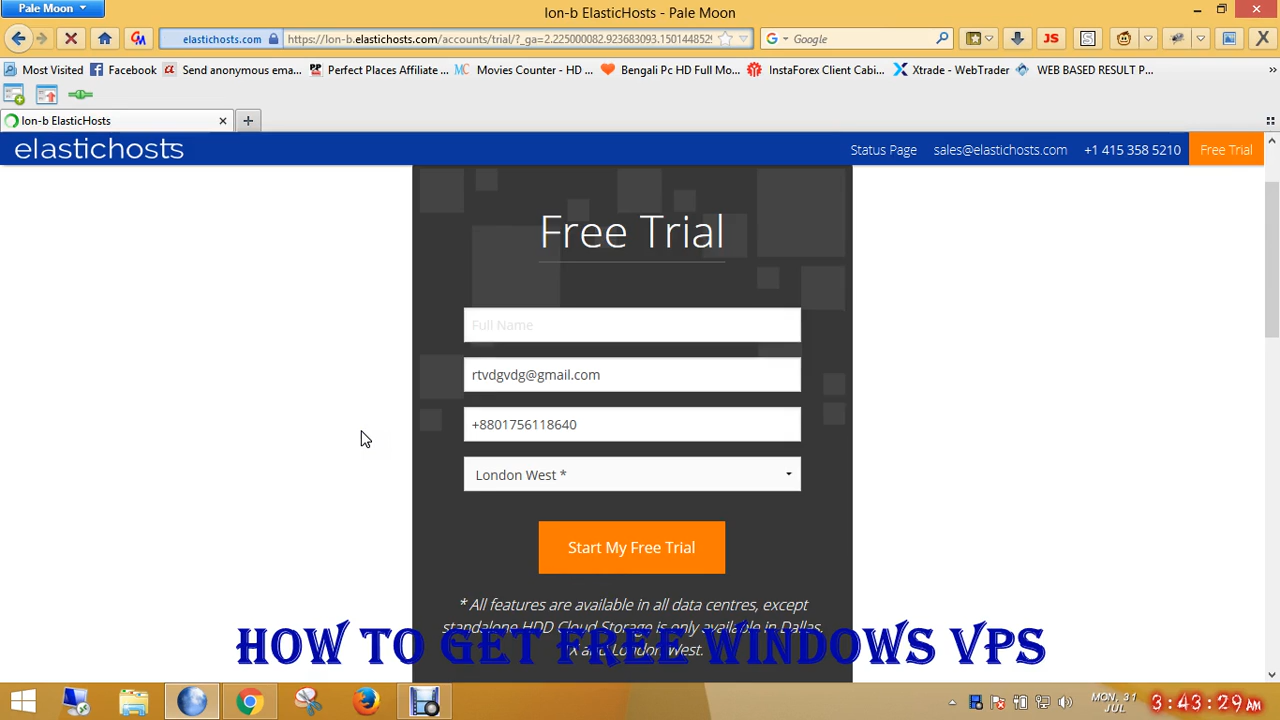 Pale Moon
lon-b ElasticHosts - Pale Moon
elastichosts.com
https://lon-b.elastichosts.com/accounts/trial/?_ga=2.225000082.923683093.1501448529
Google
Most Visited
Facebook
Send anonymous ema...
Perfect Places Affiliate ...
Movies Counter - HD ...
Bengali Pc HD Full Mo...
InstaForex Client Cabi...
Xtrade - WebTrader
WEB BASED RESULT P...
»
lon-b ElasticHosts
elastichosts
Status Page
sales@elastichosts.com
+1 415 358 5210
Free Trial
Free Trial
Full Name
rtvdgvdg@gmail.com
+8801756118640
London West *
Start My Free Trial
* All features are available in all data centres, except
standalone HDD Cloud Storage is only available in Dallas,
TX and London West.
HOW TO GET FREE WINDOWS VPS
MON, 31
JUL
3:43:29AM